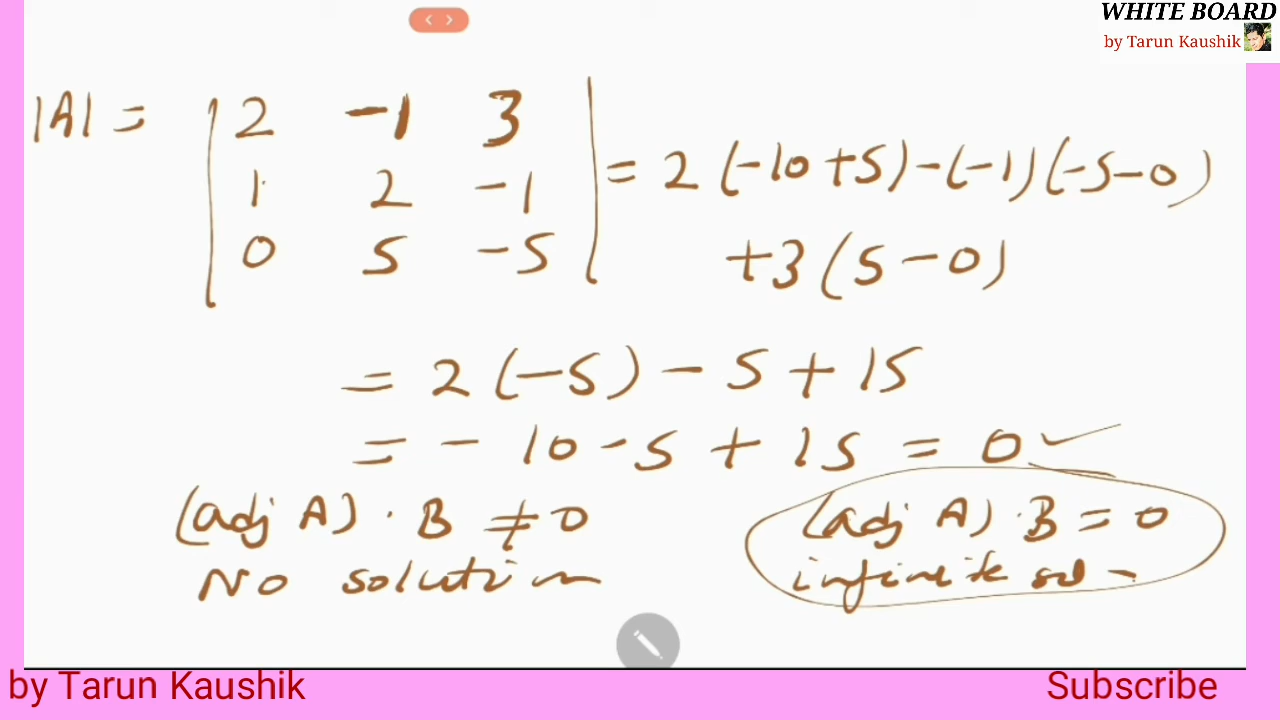 WHITE BOARD
by Tarun Kaushik
|A| = | 2 -1 3 | = 2 (-10 +5) - (-1) (-5 - 0)
1 2 -1
0 5 -5
+3 (5 - 0)
= 2 (-5) - 5 + 15
= - 10 - 5 + 15 = 0 ✓
(adj A) . B ≠ 0
No solution
(adj A) . B = 0
infinite sol -
by Tarun Kaushik
Subscribe